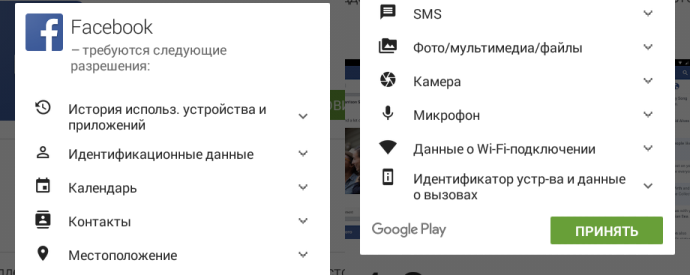 Facebook
– требуются следующие
разрешения:
История использ. устройства и
приложений
Идентификационные данные
Календарь
Контакты
Местоположение
SMS
Фото/мультимедиа/файлы
Камера
Микрофон
Данные о Wi-Fi-подключении
Идентификатор устр-ва и данные
о вызовах
Google Play
ПРИНЯТЬ